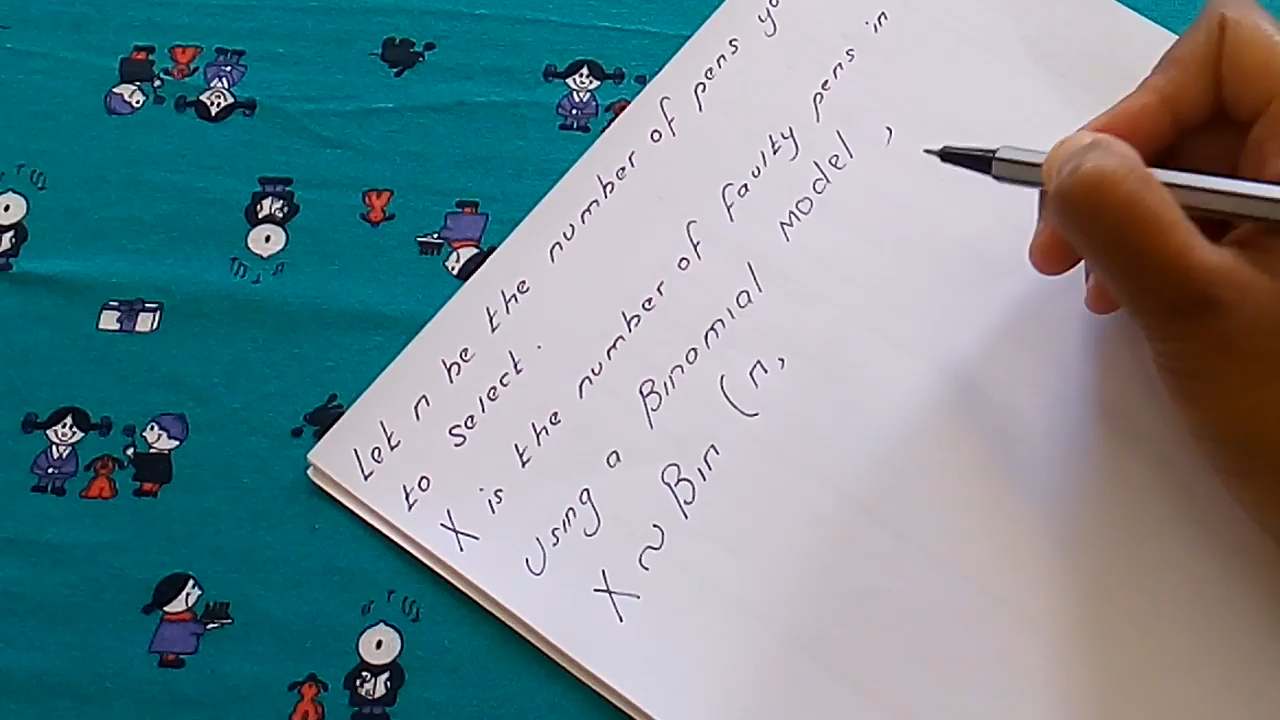 Let n be the number of pens
to select.
X is the number of faulty pens in
using a Binomial model,
X ~ Bin (n,